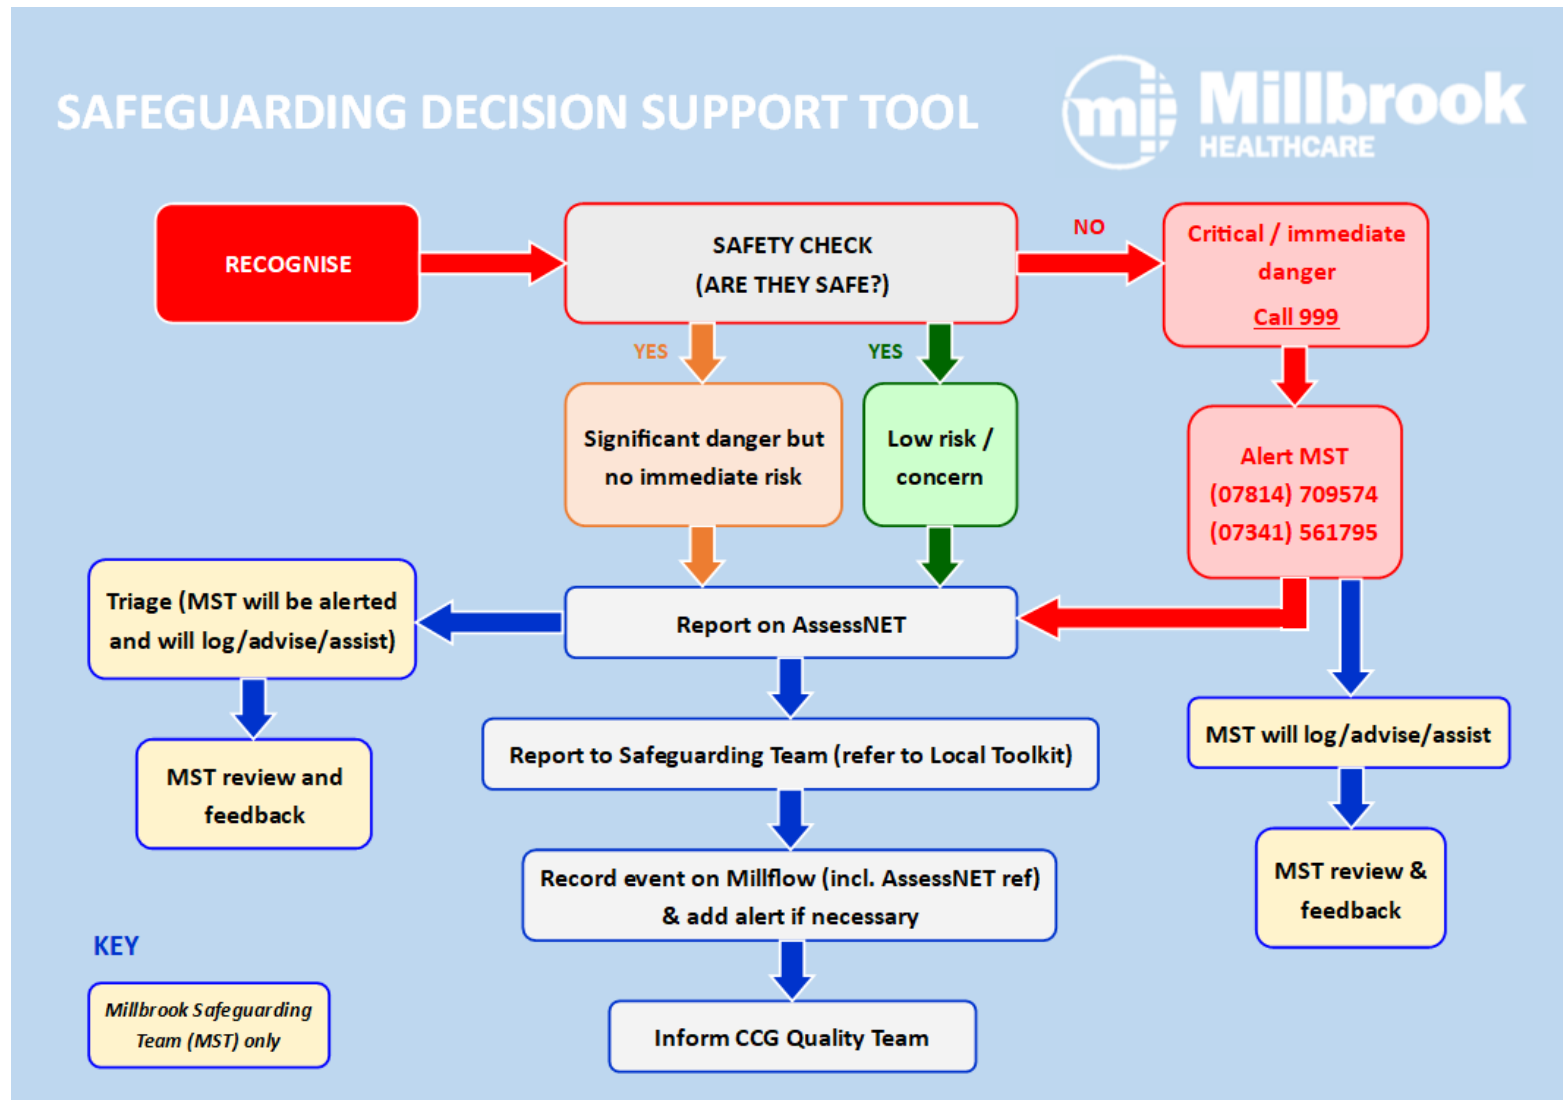 SAFEGUARDING DECISION SUPPORT TOOL
mi
Millbrook
HEALTHCARE
RECOGNISE
SAFETY CHECK
(ARE THEY SAFE?)
NO
Critical / immediate
danger
Call 999
YES
YES
Significant danger but
no immediate risk
Low risk /
concern
Alert MST
(07814) 709574
(07341) 561795
Triage (MST will be alerted
and will log/advise/assist)
Report on AssessNET
MST review and
feedback
Report to Safeguarding Team (refer to Local Toolkit)
MST will log/advise/assist
Record event on Millflow (incl. AssessNET ref)
& add alert if necessary
MST review &
feedback
Inform CCG Quality Team
KEY
Millbrook Safeguarding
Team (MST) only